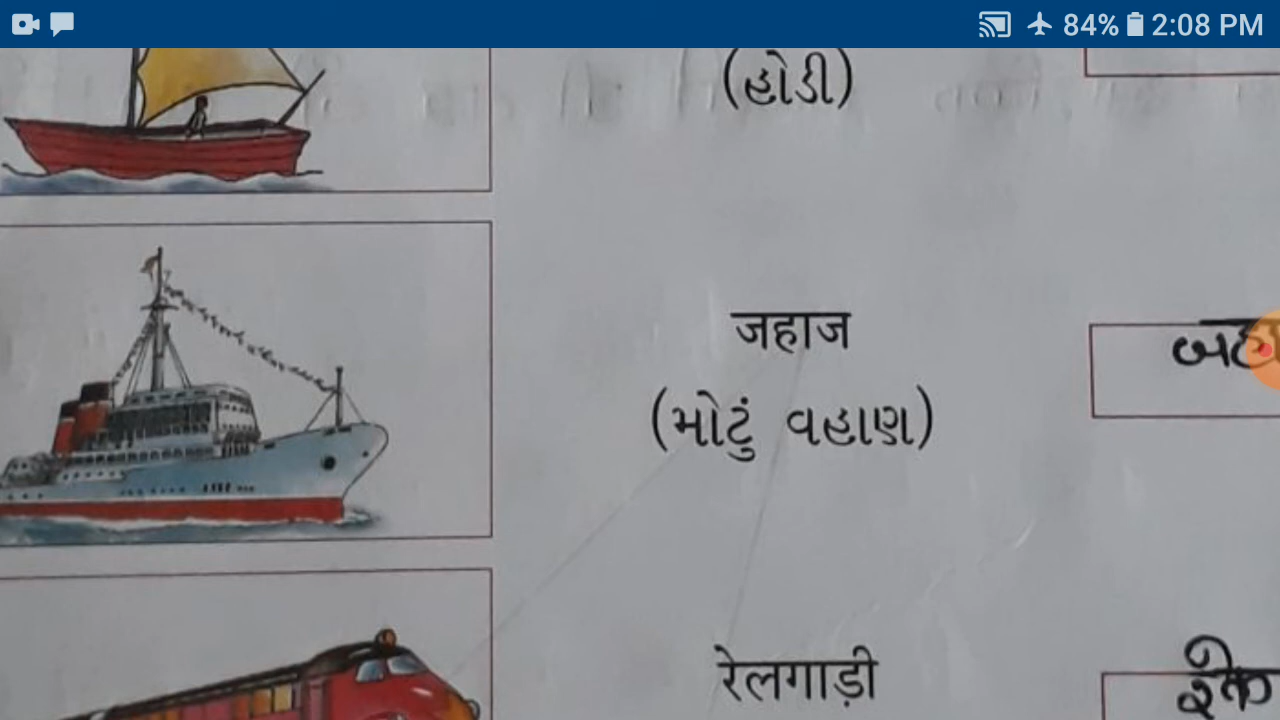 84% 2:08 PM
(હોડી)
जहाज
(મોટું વહાણ)
रेलगाड़ी